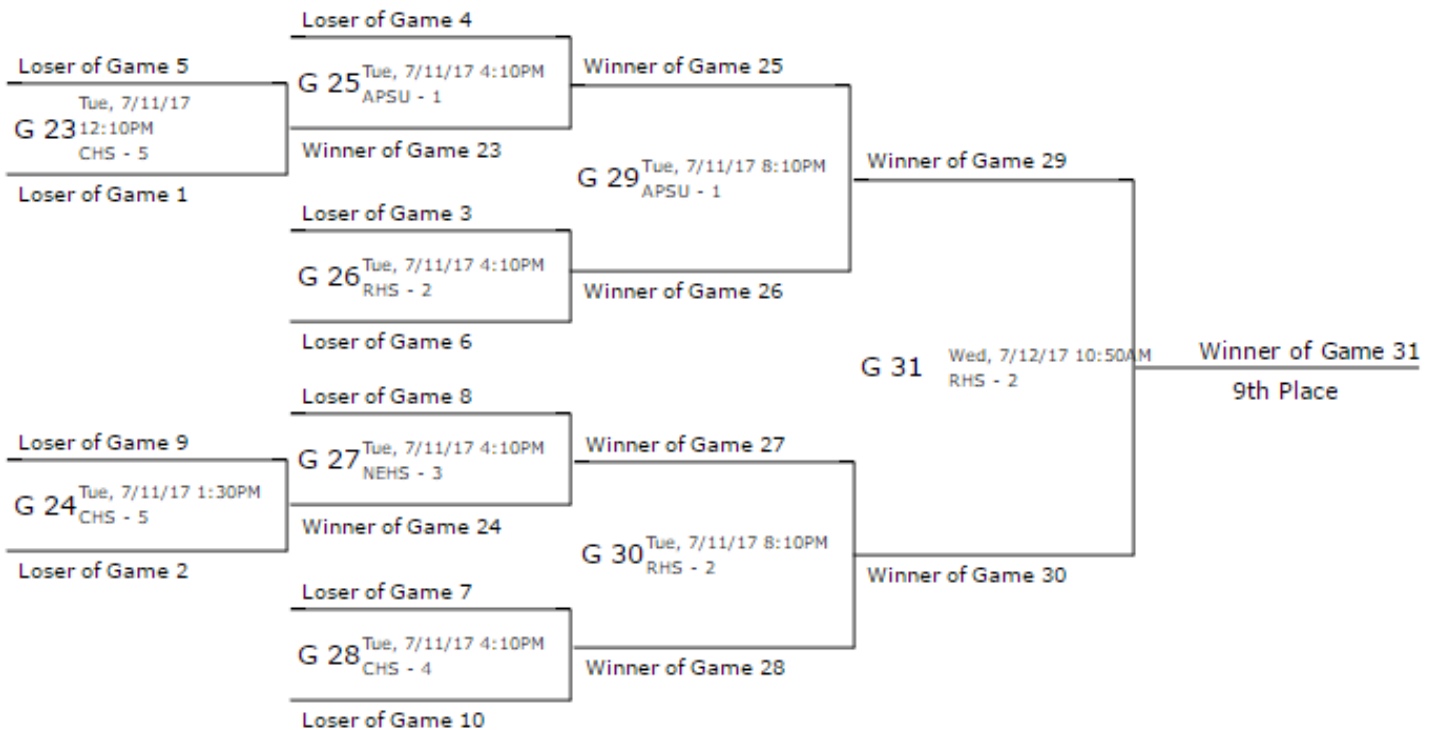 Loser of Game 5
G 23
Tue, 7/11/17
12:10PM
CHS - 5
Loser of Game 1
Loser of Game 9
G 24
Tue, 7/11/17 1:30PM
CHS - 5
Loser of Game 2
Loser of Game 4
G 25
Tue, 7/11/17 4:10PM
APSU - 1
Winner of Game 23
Loser of Game 3
G 26
Tue, 7/11/17 4:10PM
RHS - 2
Loser of Game 6
Loser of Game 8
G 27
Tue, 7/11/17 4:10PM
NEHS - 3
Winner of Game 24
Loser of Game 7
G 28
Tue, 7/11/17 4:10PM
CHS - 4
Loser of Game 10
Winner of Game 25
G 29
Tue, 7/11/17 8:10PM
APSU - 1
Winner of Game 26
Winner of Game 27
G 30
Tue, 7/11/17 8:10PM
RHS - 2
Winner of Game 28
Winner of Game 29
G 31
Wed, 7/12/17 10:50AM
RHS - 2
Winner of Game 30
Winner of Game 31
9th Place